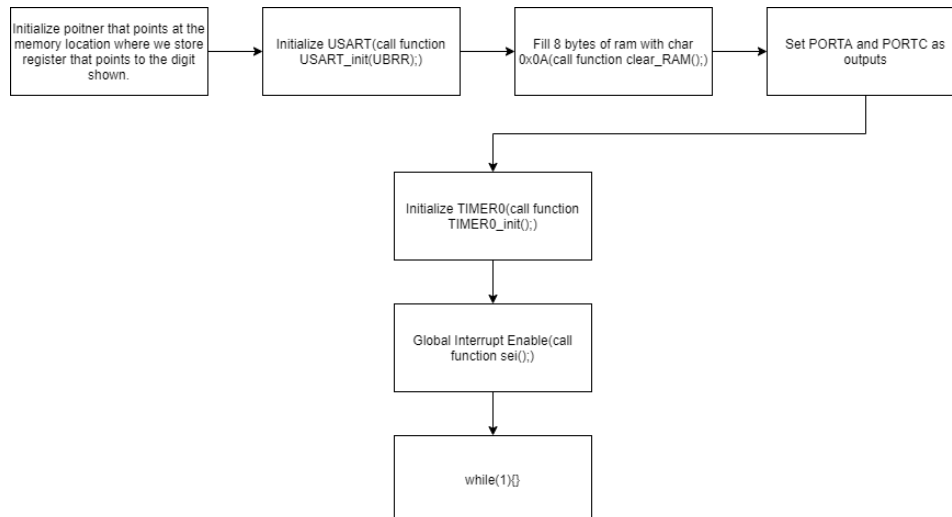 Initialize poitner that points at the
memory location where we store
register that points to the digit
shown.
Initialize USART(call function
USART_init(UBRR);)
Fill 8 bytes of ram with char
0x0A(call function clear_RAM();)
Set PORTA and PORTC as
outputs
Initialize TIMER0(call function
TIMER0_init();)
Global Interrupt Enable(call
function sei();)
while(1){}